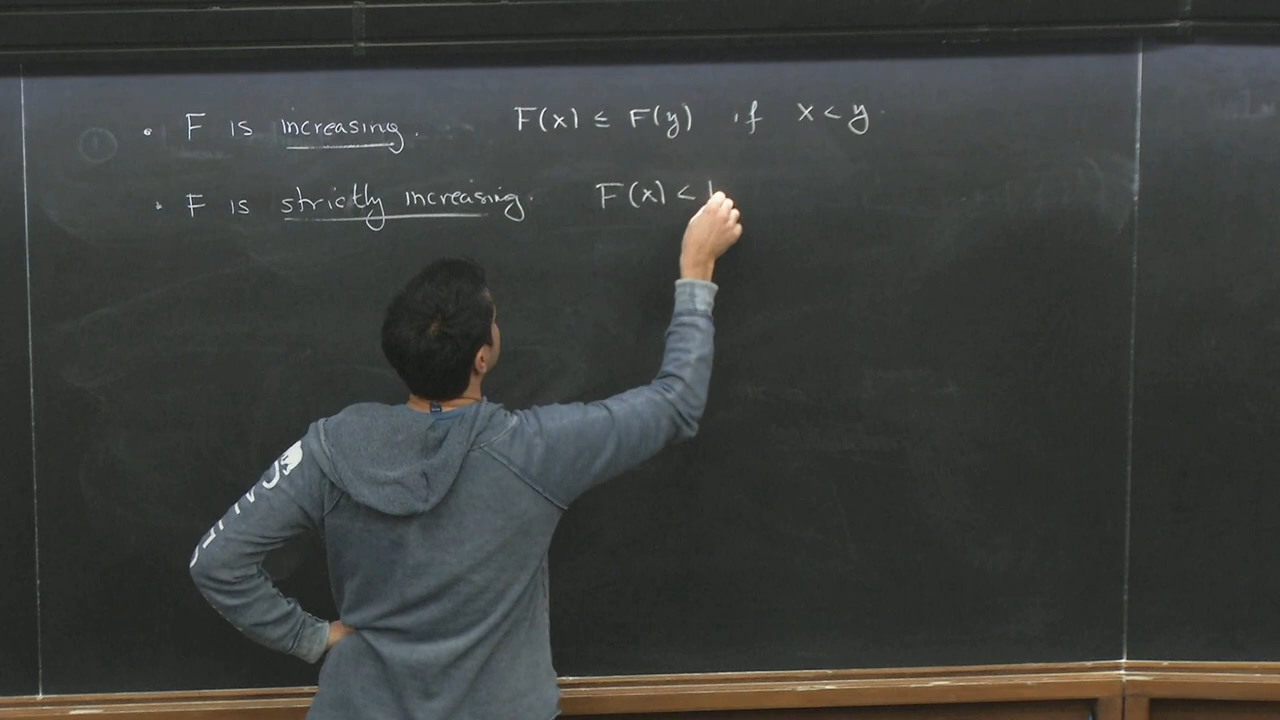 • F is increasing. F(x) ≤ F(y) if x < y.
• F is strictly increasing. F(x) <